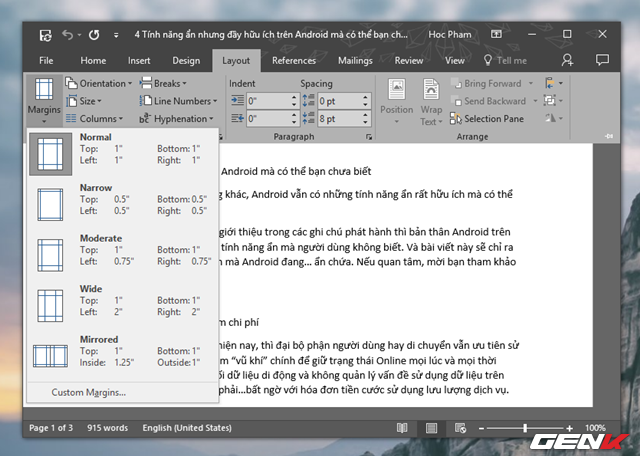 4 Tính năng ẩn nhưng đầy hữu ích trên Android mà có thể bạn ch... Hoc Pham
File Home Insert Design Layout References Mailings Review View Tell me
Margins
Orientation
Size
Columns
Breaks
Line Numbers
Hyphenation
Indent Spacing
0" 0 pt
0" 8 pt
Paragraph
Position
Wrap Text
Bring Forward
Send Backward
Selection Pane
Arrange
Normal
Top: 1" Bottom: 1"
Left: 1" Right: 1"
Narrow
Top: 0.5" Bottom: 0.5"
Left: 0.5" Right: 0.5"
Moderate
Top: 1" Bottom: 1"
Left: 0.75" Right: 0.75"
Wide
Top: 1" Bottom: 1"
Left: 2" Right: 2"
Mirrored
Top: 1" Bottom: 1"
Inside: 1.25" Outside: 1"
Custom Margins...
Android mà có thể bạn chưa biết
g khác, Android vẫn có những tính năng ẩn rất hữu ích mà có thể
giới thiệu trong các ghi chú phát hành thì bản thân Android trên
tính năng ẩn mà người dùng không biết. Và bài viết này sẽ chỉ ra
n mà Android đang... ẩn chứa. Nếu quan tâm, mời bạn tham khảo
m chi phí
hiện nay, thì đại bộ phận người dùng hay di chuyển vẫn ưu tiên sử
m “vũ khí” chính để giữ trạng thái Online mọi lúc và mọi thời
ối dữ liệu di động và không quản lý vấn đề sử dụng dữ liệu trên
phải...bất ngờ với hóa đơn tiền cước sử dụng lưu lượng dịch vụ.
Page 1 of 3 915 words English (United States) 100%
GENK